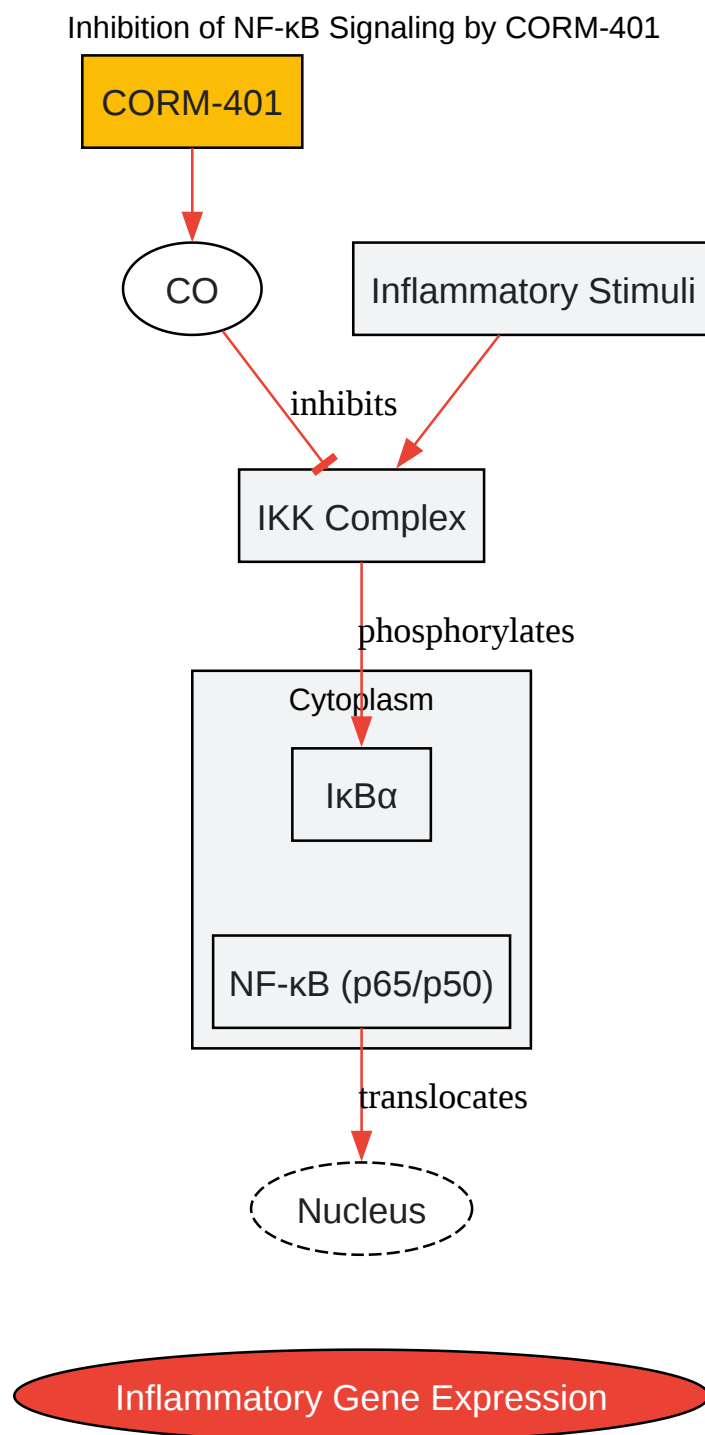 Inhibition of NF-κB Signaling by CORM-401
CORM-401
CO
Inflammatory Stimuli
inhibits
IKK Complex
phosphorylates
Cytoplasm
IκBα
NF-κB (p65/p50)
translocates
Nucleus
Inflammatory Gene Expression